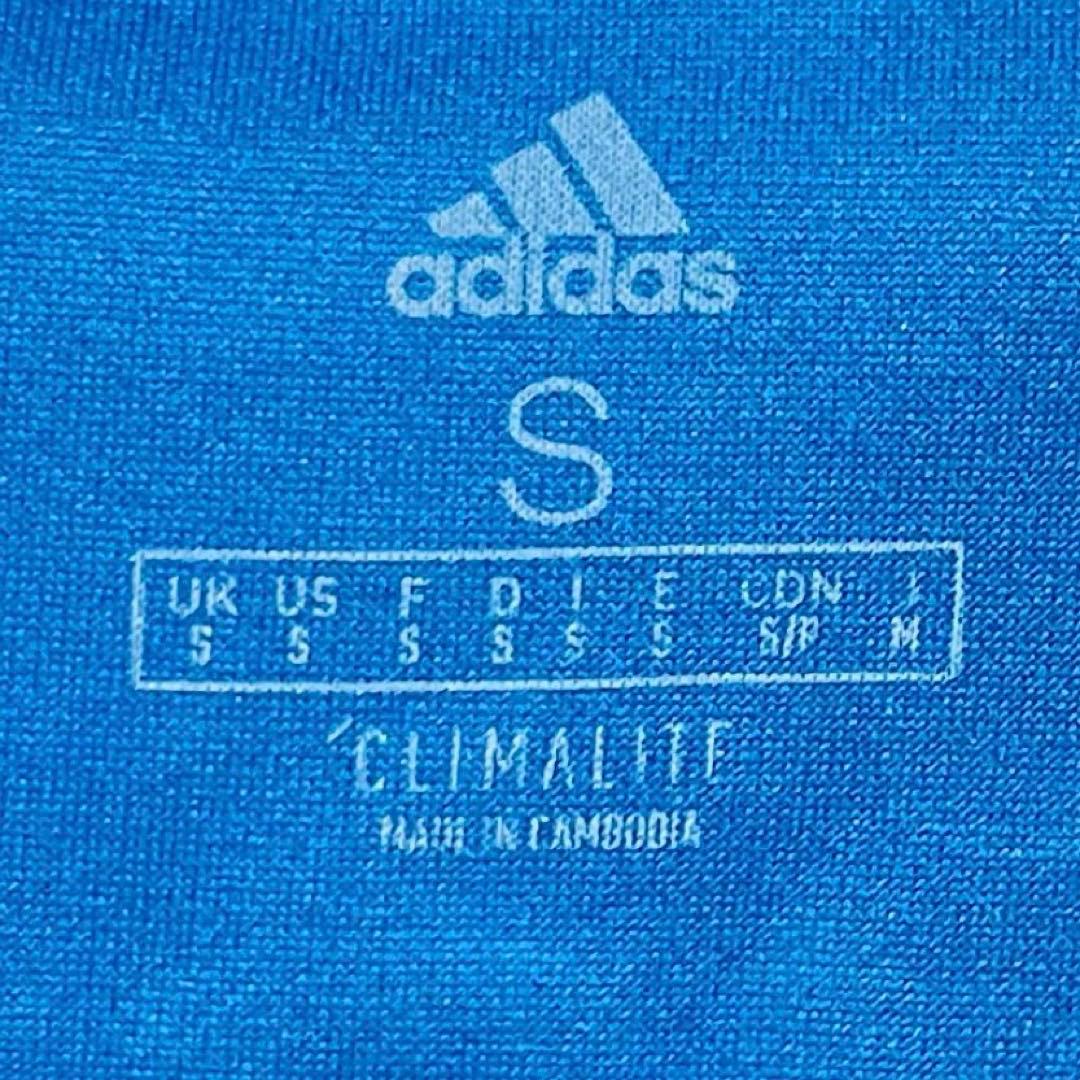 adidas
S
UK US F D I E CDN J
S S S S S S S/P M
CLIMALITE
MADE IN CAMBODIA